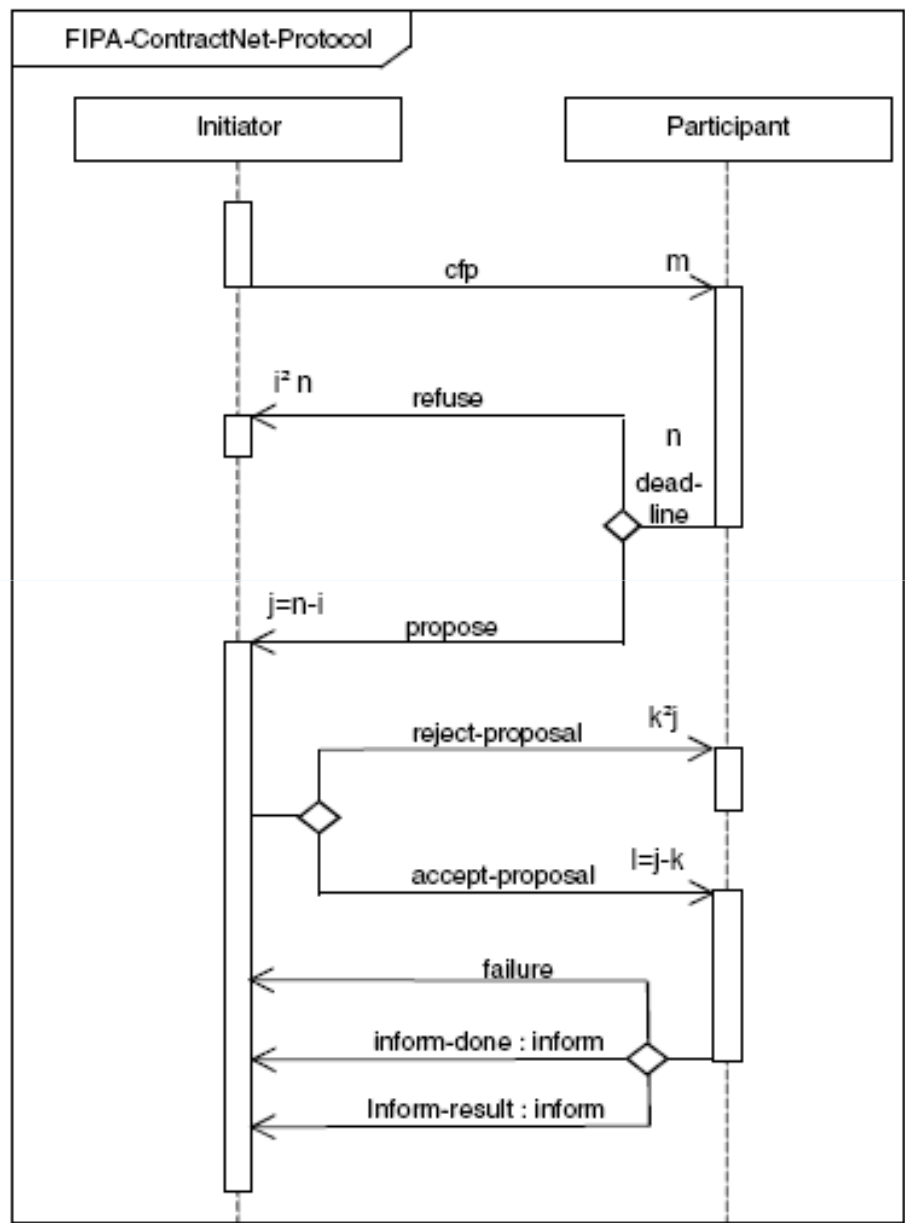 FIPA-ContractNet-Protocol
Initiator
Participant
cfp
m
i² n
refuse
n
dead-
line
j=n-i
propose
reject-proposal
k²j
accept-proposal
l=j-k
failure
inform-done : inform
Inform-result : inform